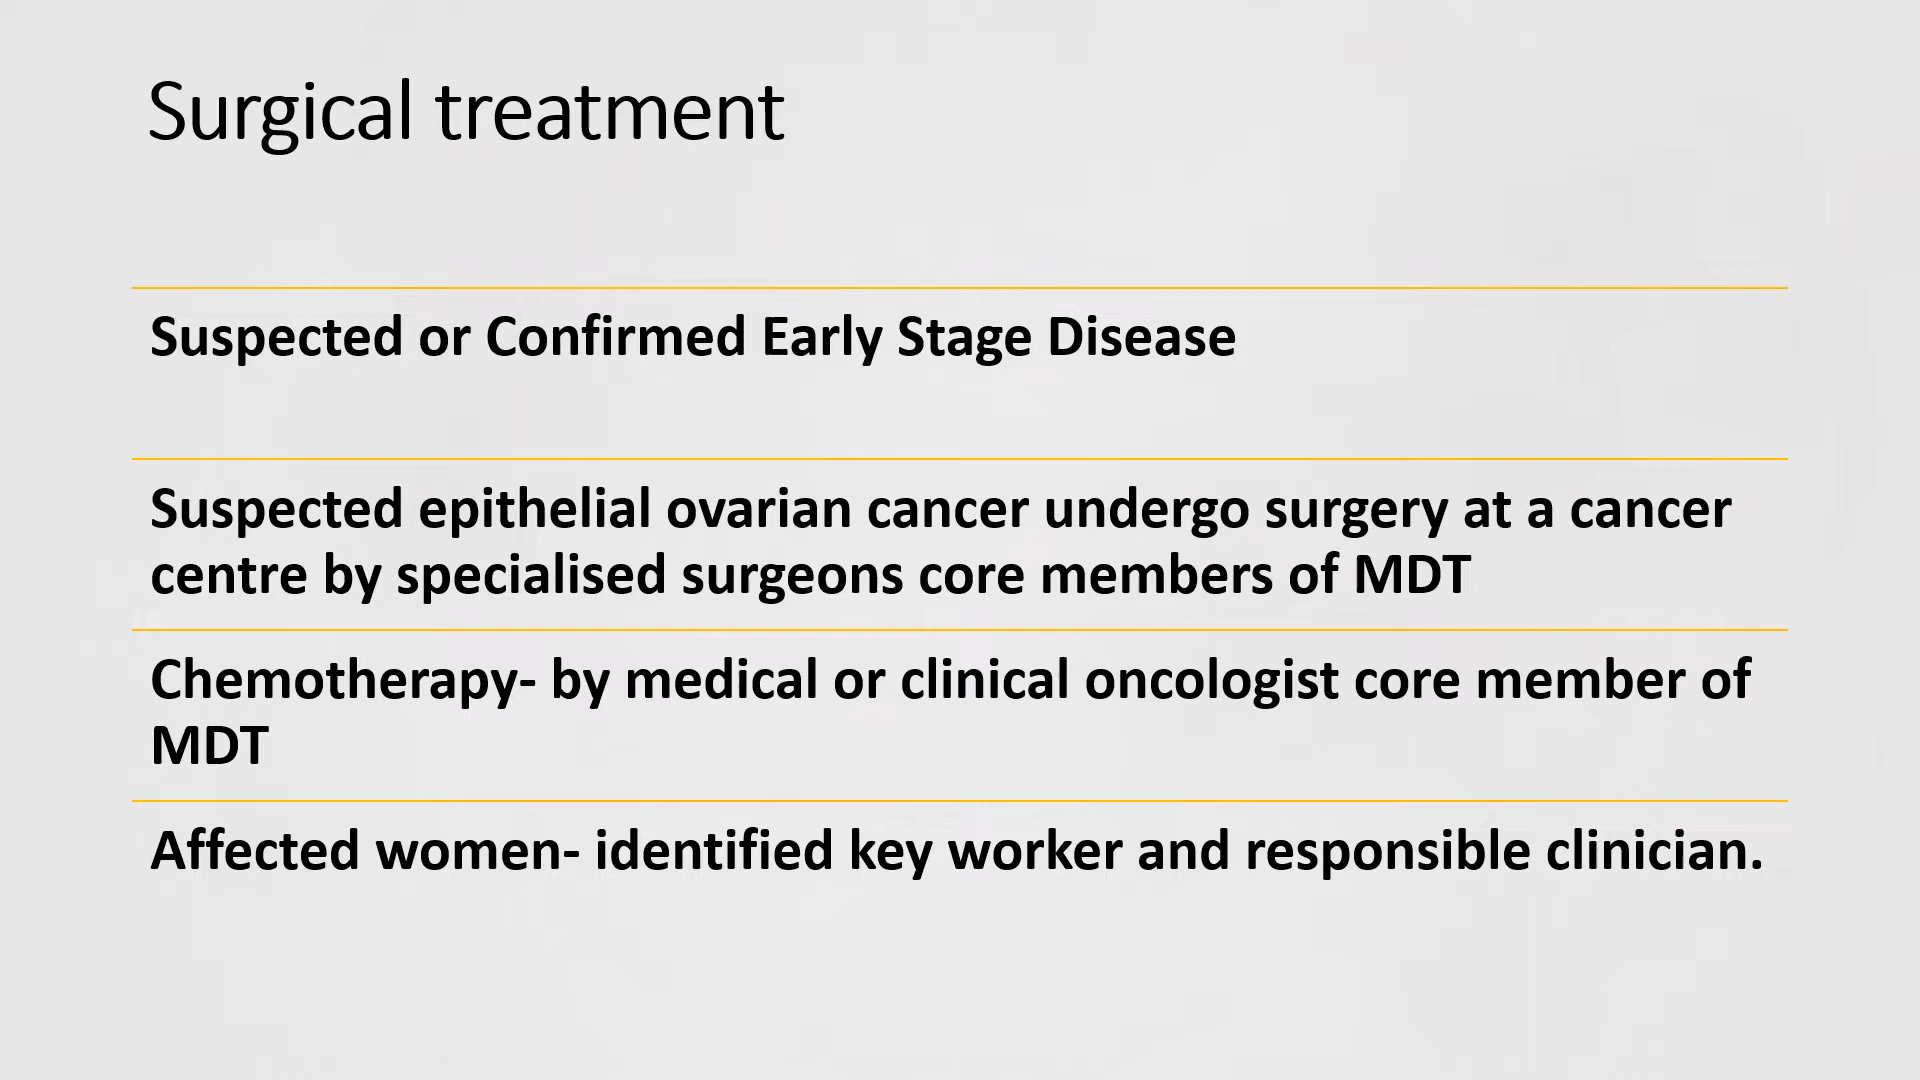 Surgical treatment
Suspected or Confirmed Early Stage Disease
Suspected epithelial ovarian cancer undergo surgery at a cancer
centre by specialised surgeons core members of MDT
Chemotherapy- by medical or clinical oncologist core member of
MDT
Affected women- identified key worker and responsible clinician.